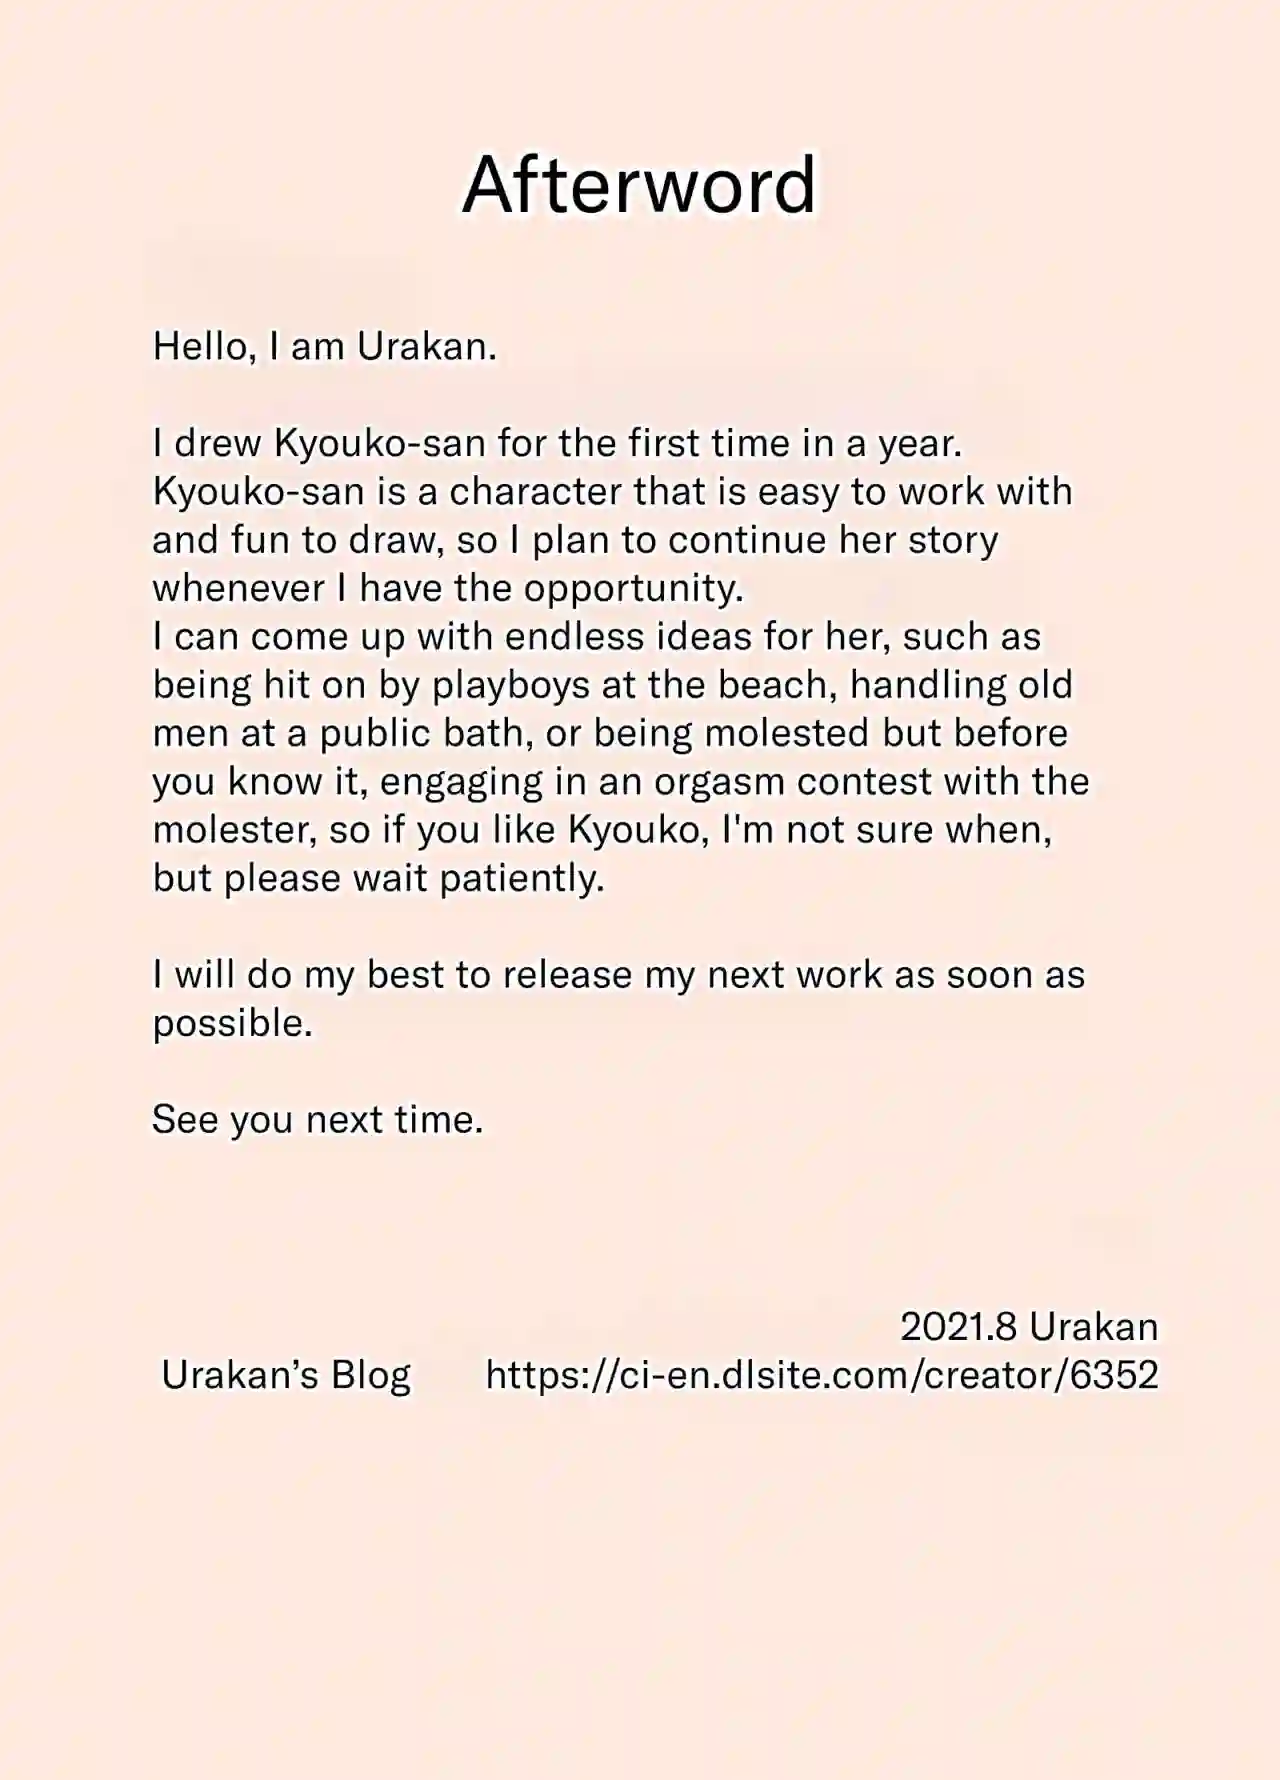 Afterword
Hello, I am Urakan.
I drew Kyouko-san for the first time in a year.
Kyouko-san is a character that is easy to work with
and fun to draw, so I plan to continue her story
whenever I have the opportunity.
I can come up with endless ideas for her, such as
being hit on by playboys at the beach, handling old
men at a public bath, or being molested but before
you know it, engaging in an orgasm contest with the
molester, so if you like Kyouko, I'm not sure when,
but please wait patiently.
I will do my best to release my next work as soon as
possible.
See you next time.
2021.8 Urakan
Urakan’s Blog https://ci-en.dlsite.com/creator/6352